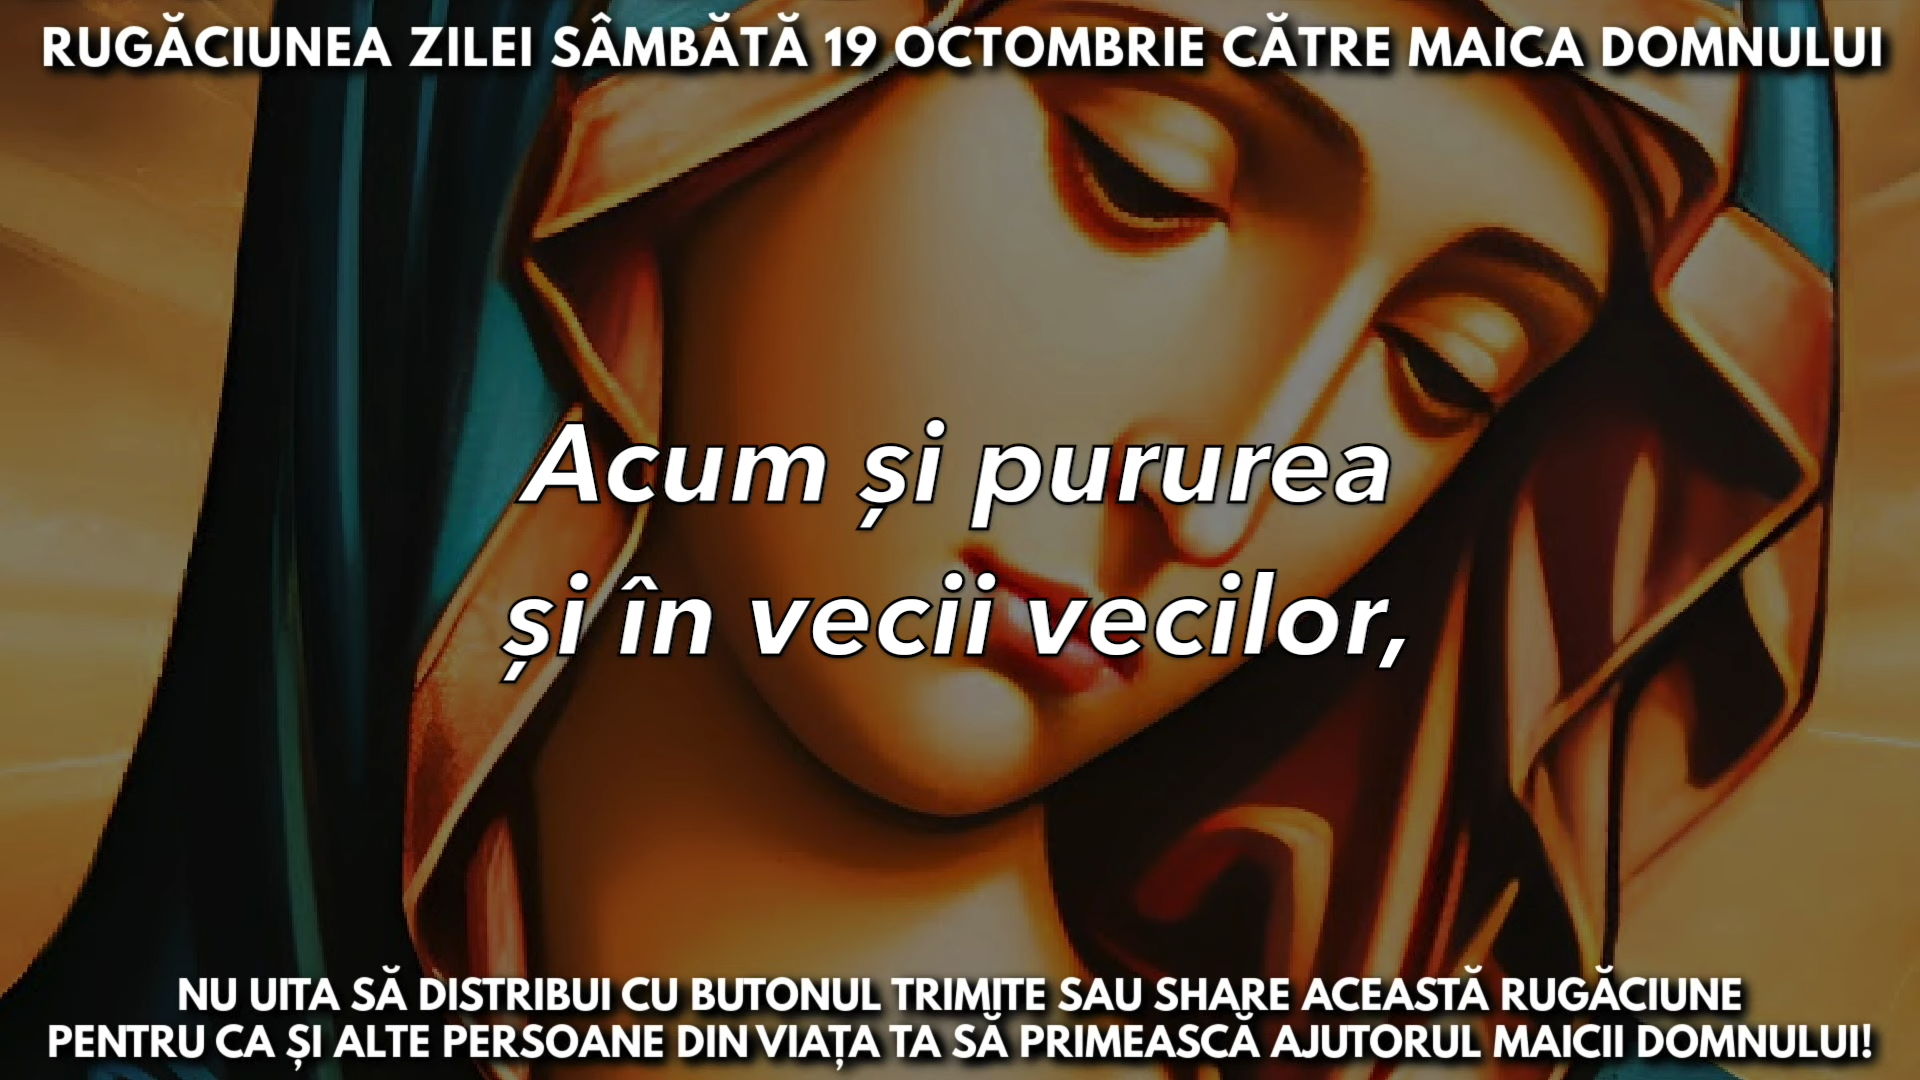 RUGĂCIUNEA ZILEI SÂMBĂTĂ 19 OCTOMBRIE CĂTRE MAICA DOMNULUI
Acum și pururea
și în vecii vecilor,
NU UITA SĂ DISTRIBUI CU BUTONUL TRIMITE SAU SHARE ACEASTĂ RUGĂCIUNE
PENTRU CA ȘI ALTE PERSOANE DIN VIAȚA TA SĂ PRIMEASCĂ AJUTORUL MAICII DOMNULUI!